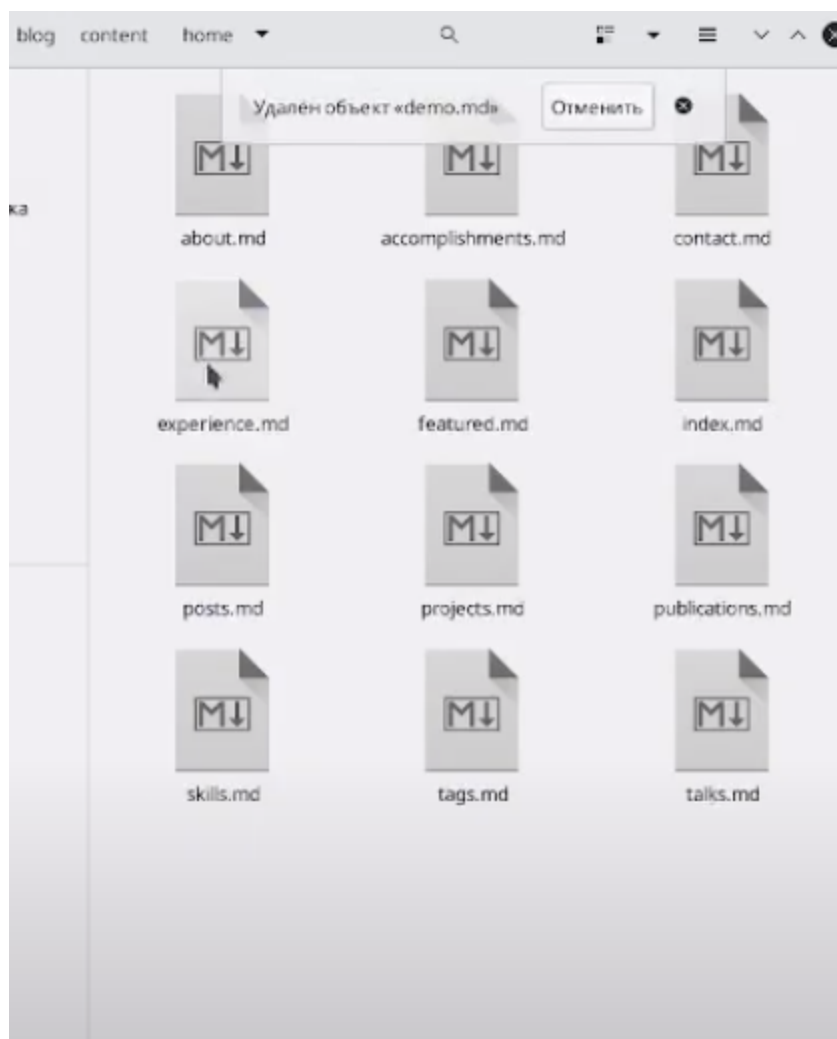 blog content home
Удалён объект «demo.md» Отменить
ка
about.md accomplishments.md contact.md
experience.md featured.md index.md
posts.md projects.md publications.md
skills.md tags.md talks.md